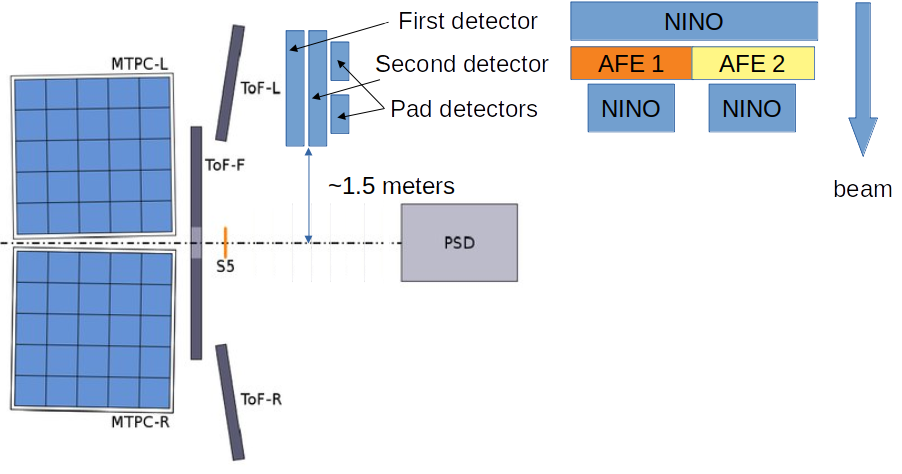 First detector
NINO
MTPC-L
Second detector
AFE 1
AFE 2
ToF-L
Pad detectors
NINO
NINO
ToF-F
~1.5 meters
beam
PSD
S5
ToF-R
MTPC-R